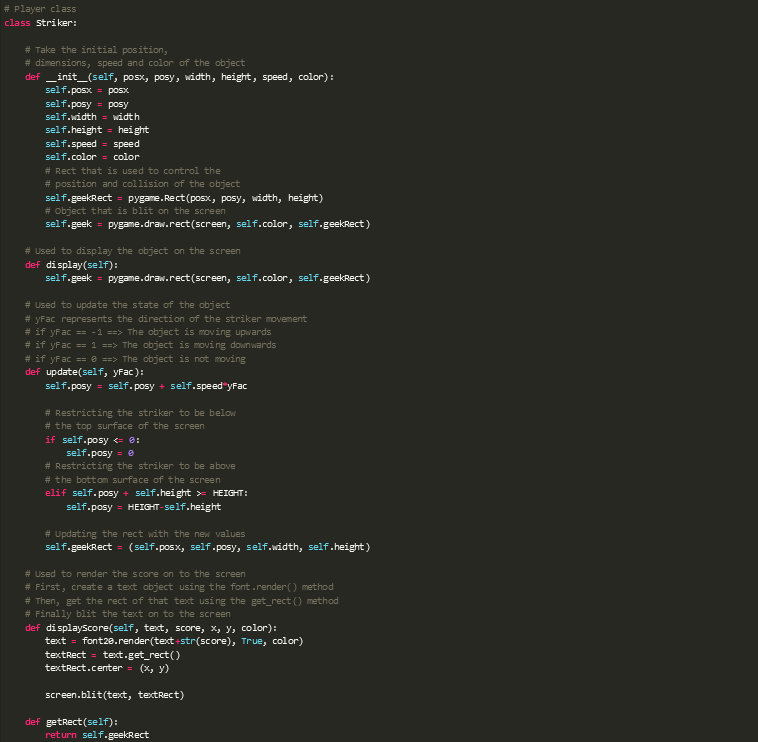 # Player class
class Striker:
    # Take the initial position,
    # dimensions, speed and color of the object
    def __init__(self, posx, posy, width, height, speed, color):
        self.posx = posx
        self.posy = posy
        self.width = width
        self.height = height
        self.speed = speed
        self.color = color
        # Rect that is used to control the
        # position and collision of the object
        self.geekRect = pygame.Rect(posx, posy, width, height)
        # Object that is blit on the screen
        self.geek = pygame.draw.rect(screen, self.color, self.geekRect)
    # Used to display the object on the screen
    def display(self):
        self.geek = pygame.draw.rect(screen, self.color, self.geekRect)
    # Used to update the state of the object
    # yFac represents the direction of the striker movement
    # if yFac == -1 ==> The object is moving upwards
    # if yFac == 1 ==> The object is moving downwards
    # if yFac == 0 ==> The object is not moving
    def update(self, yFac):
        self.posy = self.posy + self.speed*yFac
        # Restricting the striker to be below
        # the top surface of the screen
        if self.posy <= 0:
            self.posy = 0
        # Restricting the striker to be above
        # the bottom surface of the screen
        elif self.posy + self.height >= HEIGHT:
            self.posy = HEIGHT-self.height
        # Updating the rect with the new values
        self.geekRect = (self.posx, self.posy, self.width, self.height)
    # Used to render the score on to the screen
    # First, create a text object using the font.render() method
    # Then, get the rect of that text using the get_rect() method
    # Finally blit the text on to the screen
    def displayScore(self, text, score, x, y, color):
        text = font20.render(text+str(score), True, color)
        textRect = text.get_rect()
        textRect.center = (x, y)
        screen.blit(text, textRect)
    def getRect(self):
        return self.geekRect